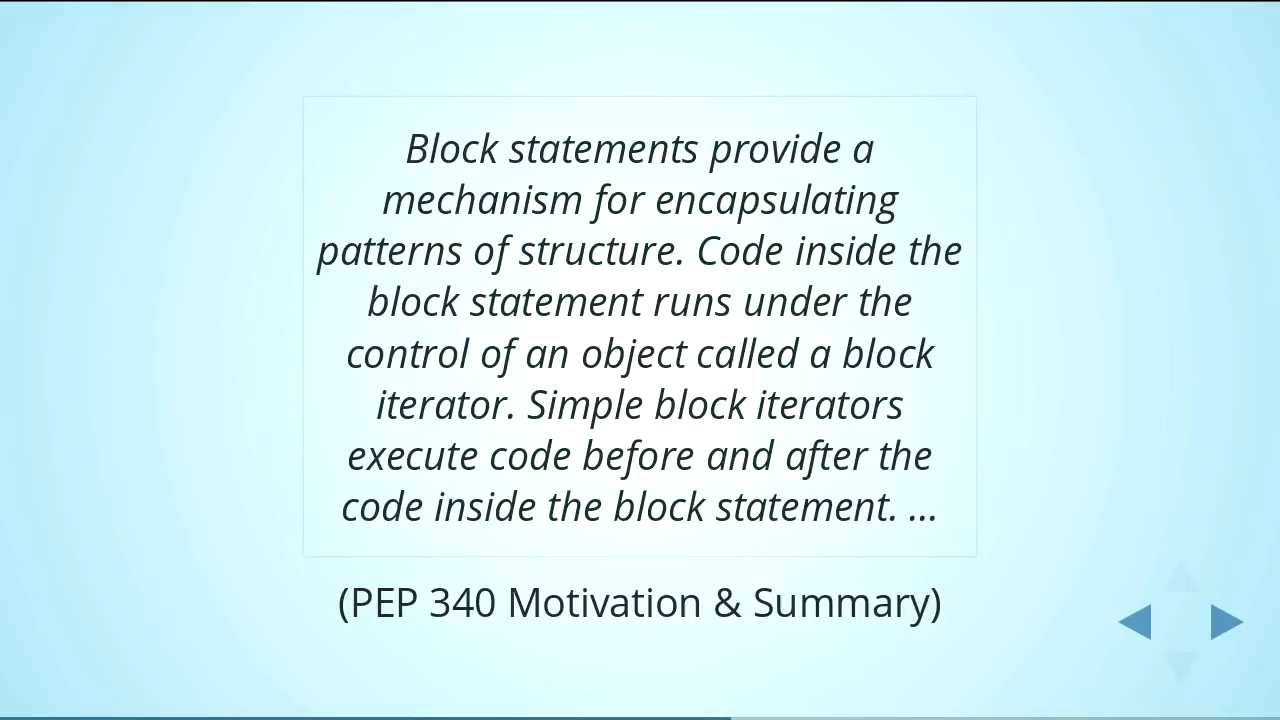 Block statements provide a
mechanism for encapsulating
patterns of structure. Code inside the
block statement runs under the
control of an object called a block
iterator. Simple block iterators
execute code before and after the
code inside the block statement. ...
(PEP 340 Motivation & Summary)